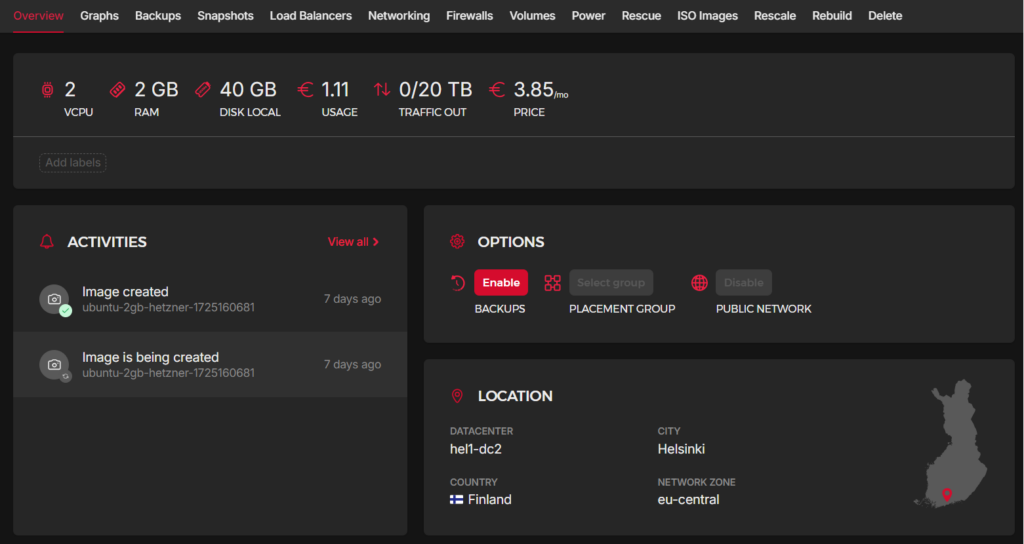 Overview Graphs Backups Snapshots Load Balancers Networking Firewalls Volumes Power Rescue ISO Images Rescale Rebuild Delete
2 2 GB 40 GB € 1.11 0/20 TB € 3.85/mo
VCPU RAM DISK LOCAL USAGE TRAFFIC OUT PRICE
Add labels
ACTIVITIES View all
Image created
ubuntu-2gb-hetzner-1725160681
7 days ago
Image is being created
ubuntu-2gb-hetzner-1725160681
7 days ago
OPTIONS
Enable Select group Disable
BACKUPS PLACEMENT GROUP PUBLIC NETWORK
LOCATION
DATACENTER CITY
hel1-dc2 Helsinki
COUNTRY NETWORK ZONE
Finland eu-central